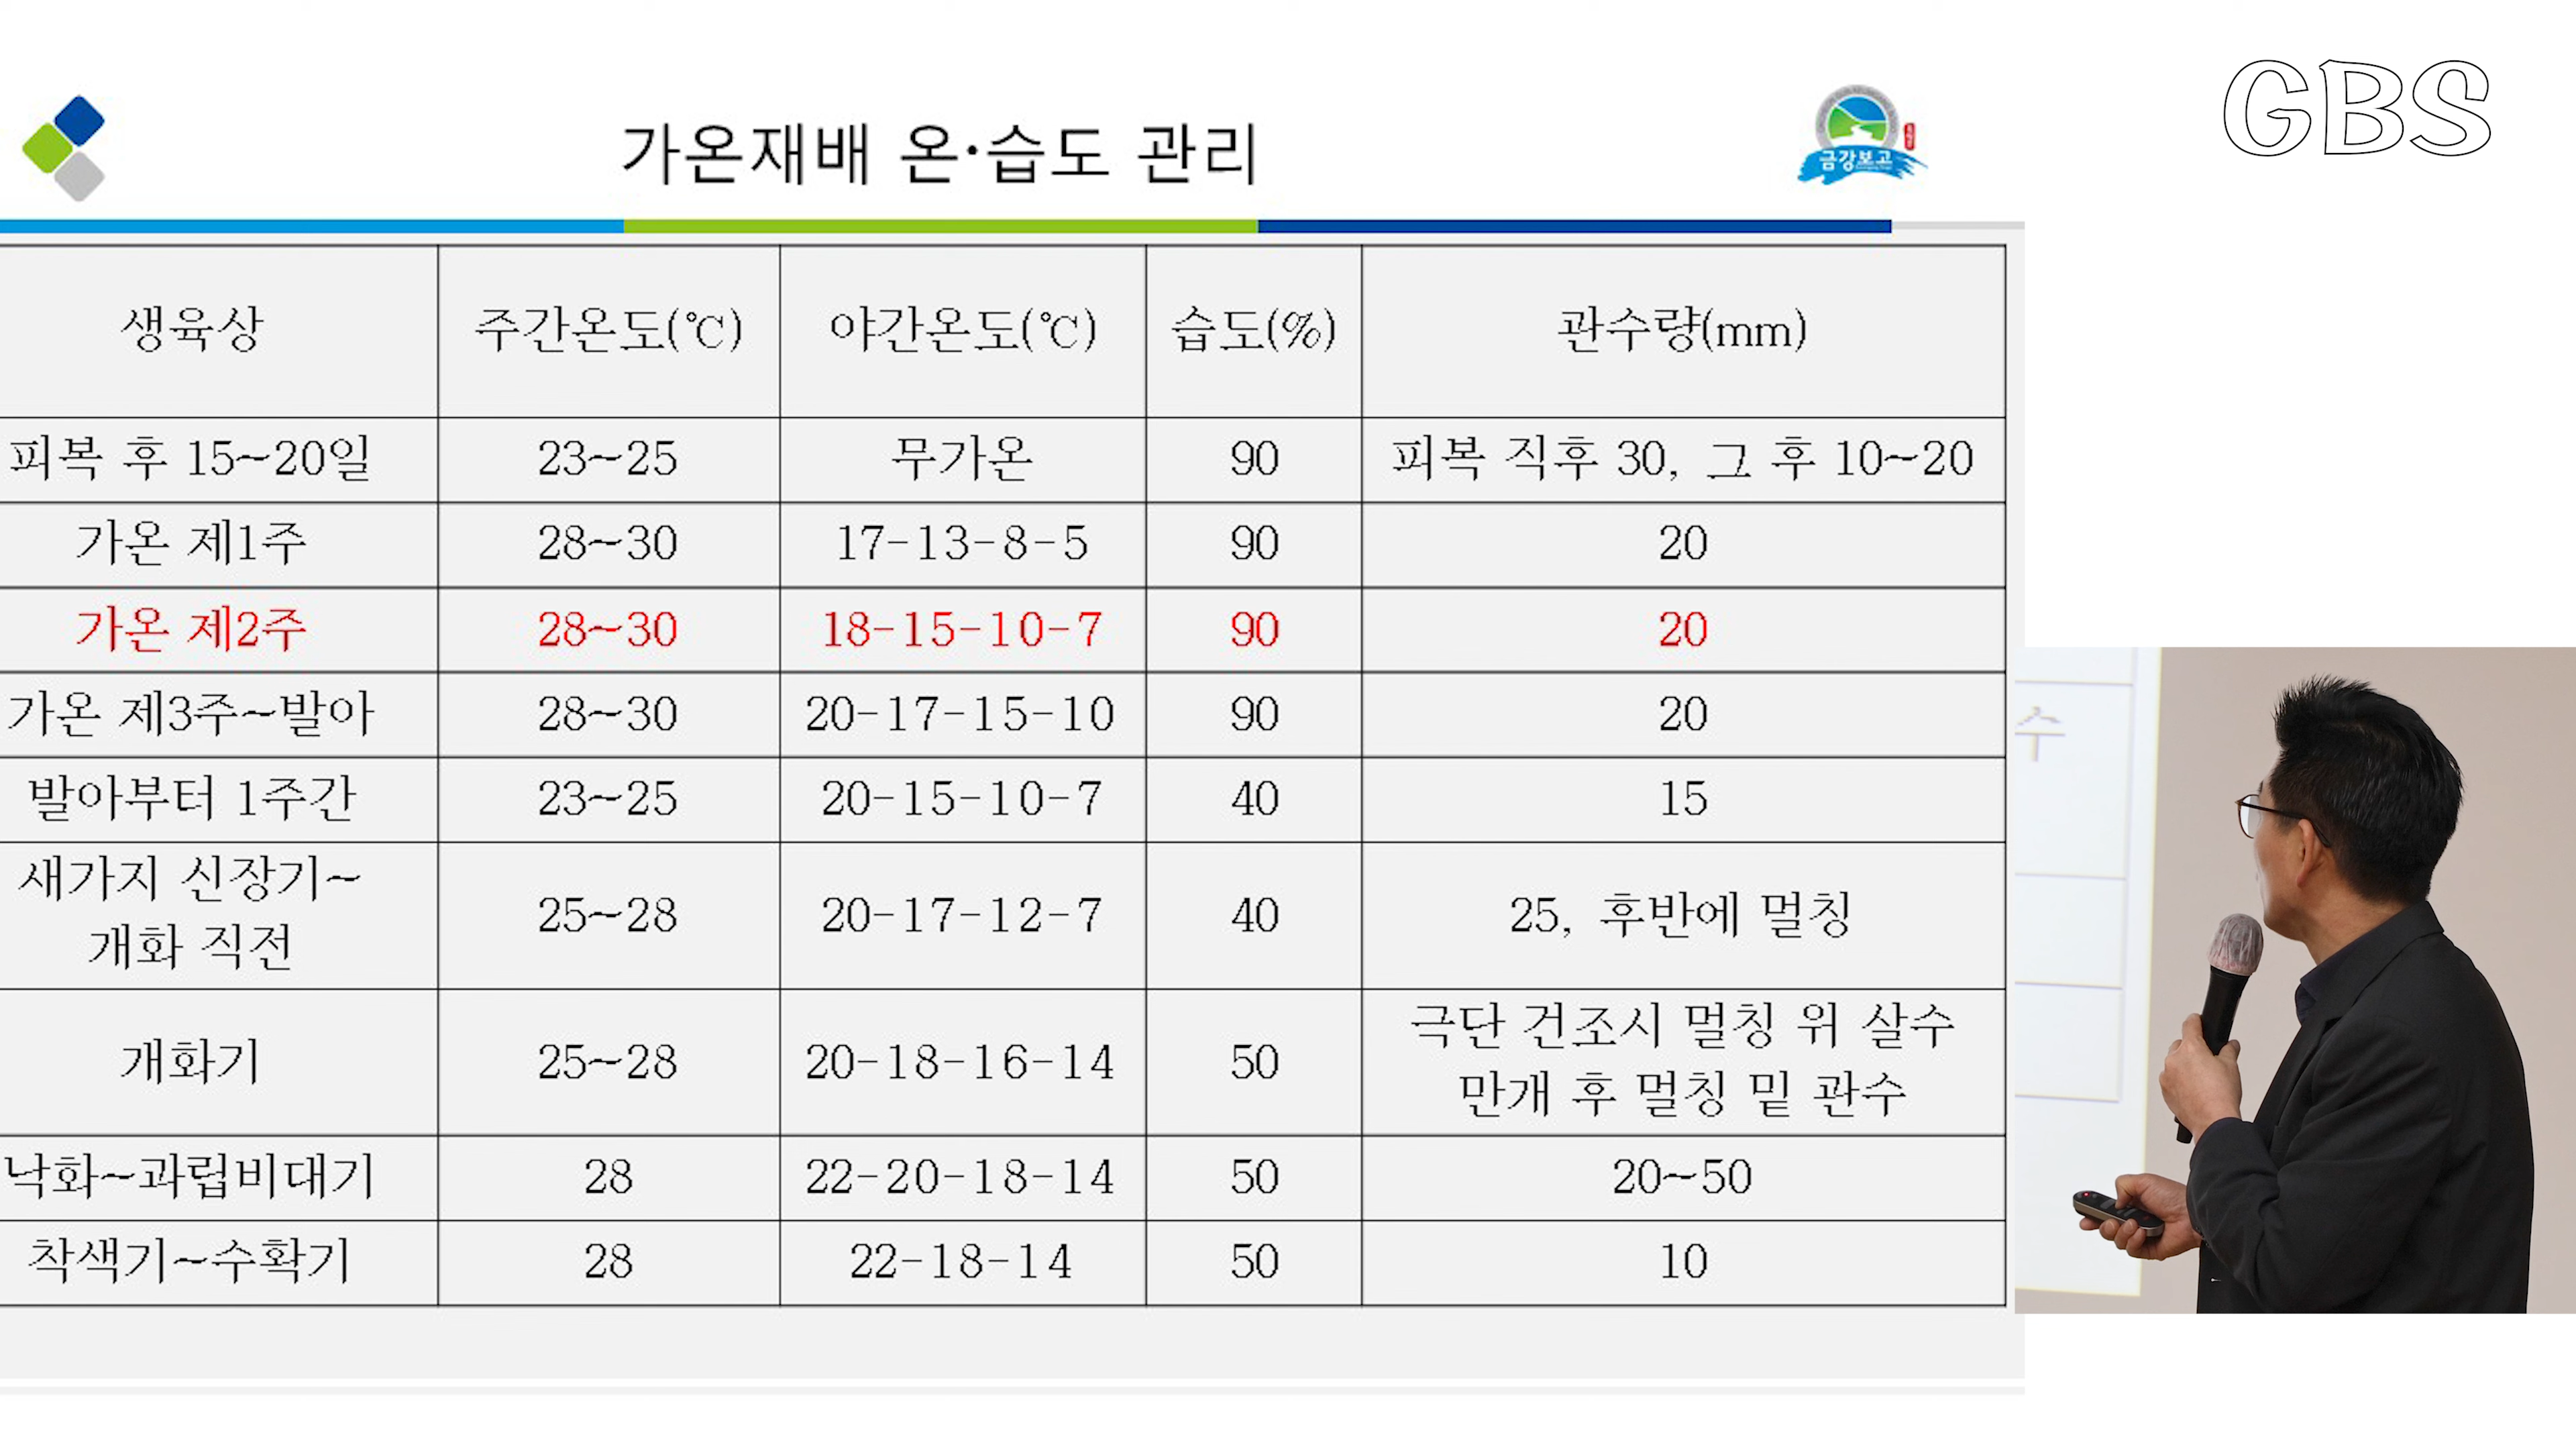 GBS
가온재배 온·습도 관리
금강보고
생육상 주간온도(℃) 야간온도(℃) 습도(%) 관수량(mm)
피복 후 15~20일 23~25 무가온 90 피복 직후 30, 그 후 10~20
가온 제1주 28~30 17-13-8-5 90 20
가온 제2주 28~30 18-15-10-7 90 20
가온 제3주~발아 28~30 20-17-15-10 90 20
발아부터 1주간 23~25 20-15-10-7 40 15
새가지 신장기~
개화 직전 25~28 20-17-12-7 40 25, 후반에 멀칭
개화기 25~28 20-18-16-14 50 극단 건조시 멀칭 위 살수
만개 후 멀칭 밑 관수
낙화~과립비대기 28 22-20-18-14 50 20~50
착색기~수확기 28 22-18-14 50 10
수